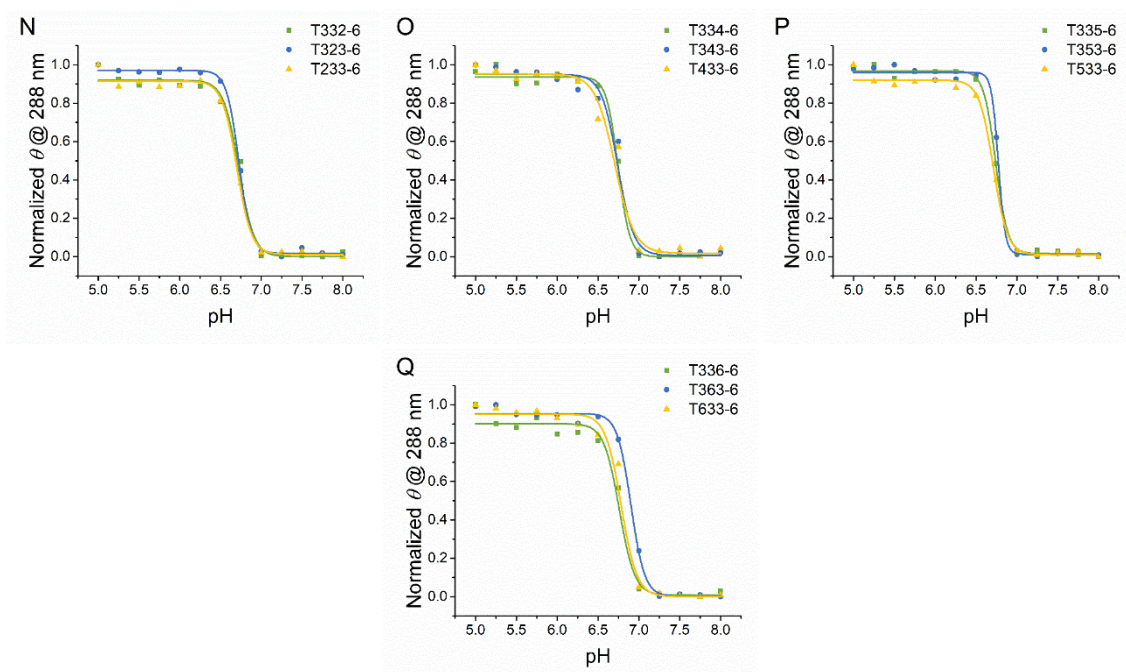 N
T332-6
T323-6
T233-6
1.0
0.8
0.6
0.4
0.2
0.0
Normalized θ @ 288 nm
5.0 5.5 6.0 6.5 7.0 7.5 8.0
pH
O
T334-6
T343-6
T433-6
1.0
0.8
0.6
0.4
0.2
0.0
Normalized θ @ 288 nm
5.0 5.5 6.0 6.5 7.0 7.5 8.0
pH
P
T335-6
T353-6
T533-6
1.0
0.8
0.6
0.4
0.2
0.0
Normalized θ @ 288 nm
5.0 5.5 6.0 6.5 7.0 7.5 8.0
pH
Q
T336-6
T363-6
T633-6
1.0
0.8
0.6
0.4
0.2
0.0
Normalized θ @ 288 nm
5.0 5.5 6.0 6.5 7.0 7.5 8.0
pH